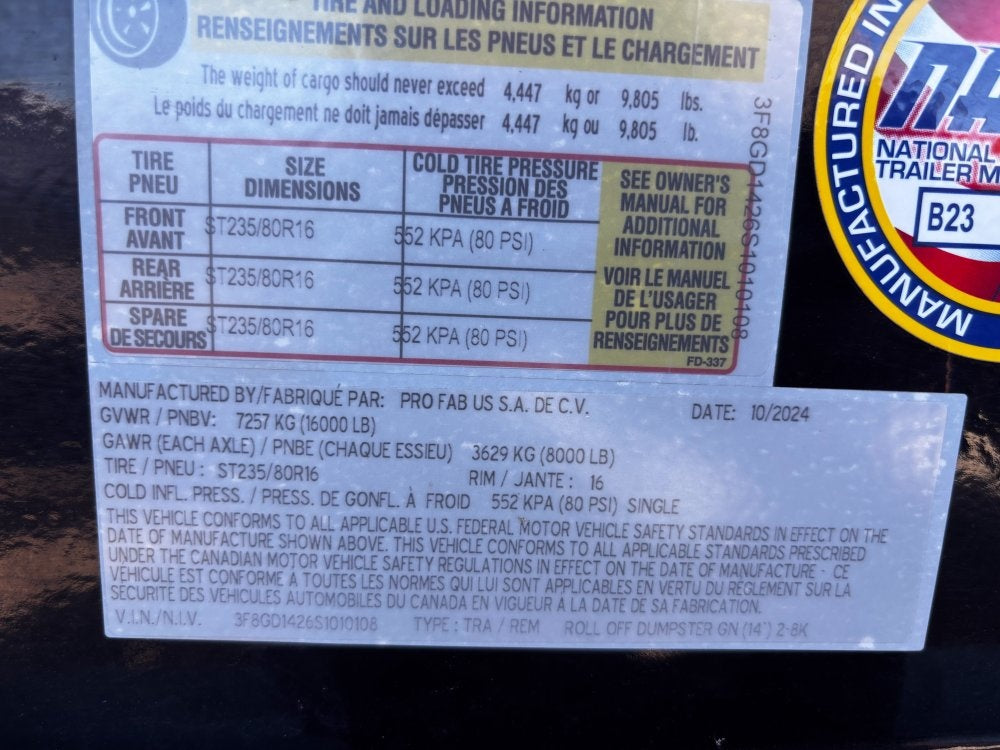 TIRE AND LOADING INFORMATION
RENSEIGNEMENTS SUR LES PNEUS ET LE CHARGEMENT
The weight of cargo should never exceed 4,447 kg or 9,805 lbs.
Le poids du chargement ne doit jamais dépasser 4,447 kg ou 9,805 lb.
TIRE
PNEU
SIZE
DIMENSIONS
COLD TIRE PRESSURE
PRESSION DES
PNEUS A FROID
SEE OWNER'S
MANUAL FOR
ADDITIONAL
INFORMATION
VOIR LE MANUEL
DE L'USAGER
POUR PLUS DE
RENSEIGNEMENTS
FRONT
AVANT
ST235/80R16
552 KPA (80 PSI)
REAR
ARRIÈRE
ST235/80R16
552 KPA (80 PSI)
SPARE
DE SECOURS
ST235/80R16
552 KPA (80 PSI)
FD-337
3F8GD1426S1010108
MANUFACTURED BY/FABRIQUÉ PAR: PRO FAB US S.A. DE C.V. DATE: 10/2024
GVWR / PNBV: 7257 KG (16000 LB)
GAWR (EACH AXLE) / PNBE (CHAQUE ESSIEU) 3629 KG (8000 LB)
TIRE / PNEU : ST235/80R16 RIM / JANTE : 16
COLD INFL. PRESS. / PRESS. DE GONFL. À FROID 552 KPA (80 PSI) SINGLE
THIS VEHICLE CONFORMS TO ALL APPLICABLE U.S. FEDERAL MOTOR VEHICLE SAFETY STANDARDS IN EFFECT ON THE
DATE OF MANUFACTURE SHOWN ABOVE. THIS VEHICLE CONFORMS TO ALL APPLICABLE STANDARDS PRESCRIBED
UNDER THE CANADIAN MOTOR VEHICLE SAFETY REGULATIONS IN EFFECT ON THE DATE OF MANUFACTURE - CE
VEHICULE EST CONFORME A TOUTES LES NORMES QUI LUI SONT APPLICABLES EN VERTU DU REGLEMENT SUR LA
SECURITE DES VEHICULES AUTOMOBILES DU CANADA EN VIGUEUR A LA DATE DE SA FABRICATION.
V.I.N./N.I.V. 3F8GD1426S1010108 TYPE : TRA / REM ROLL OFF DUMPSTER GN (14') 2-8K
MANUFACTURED IN
NATIONAL
TRAILER M
B23
MANUFAC